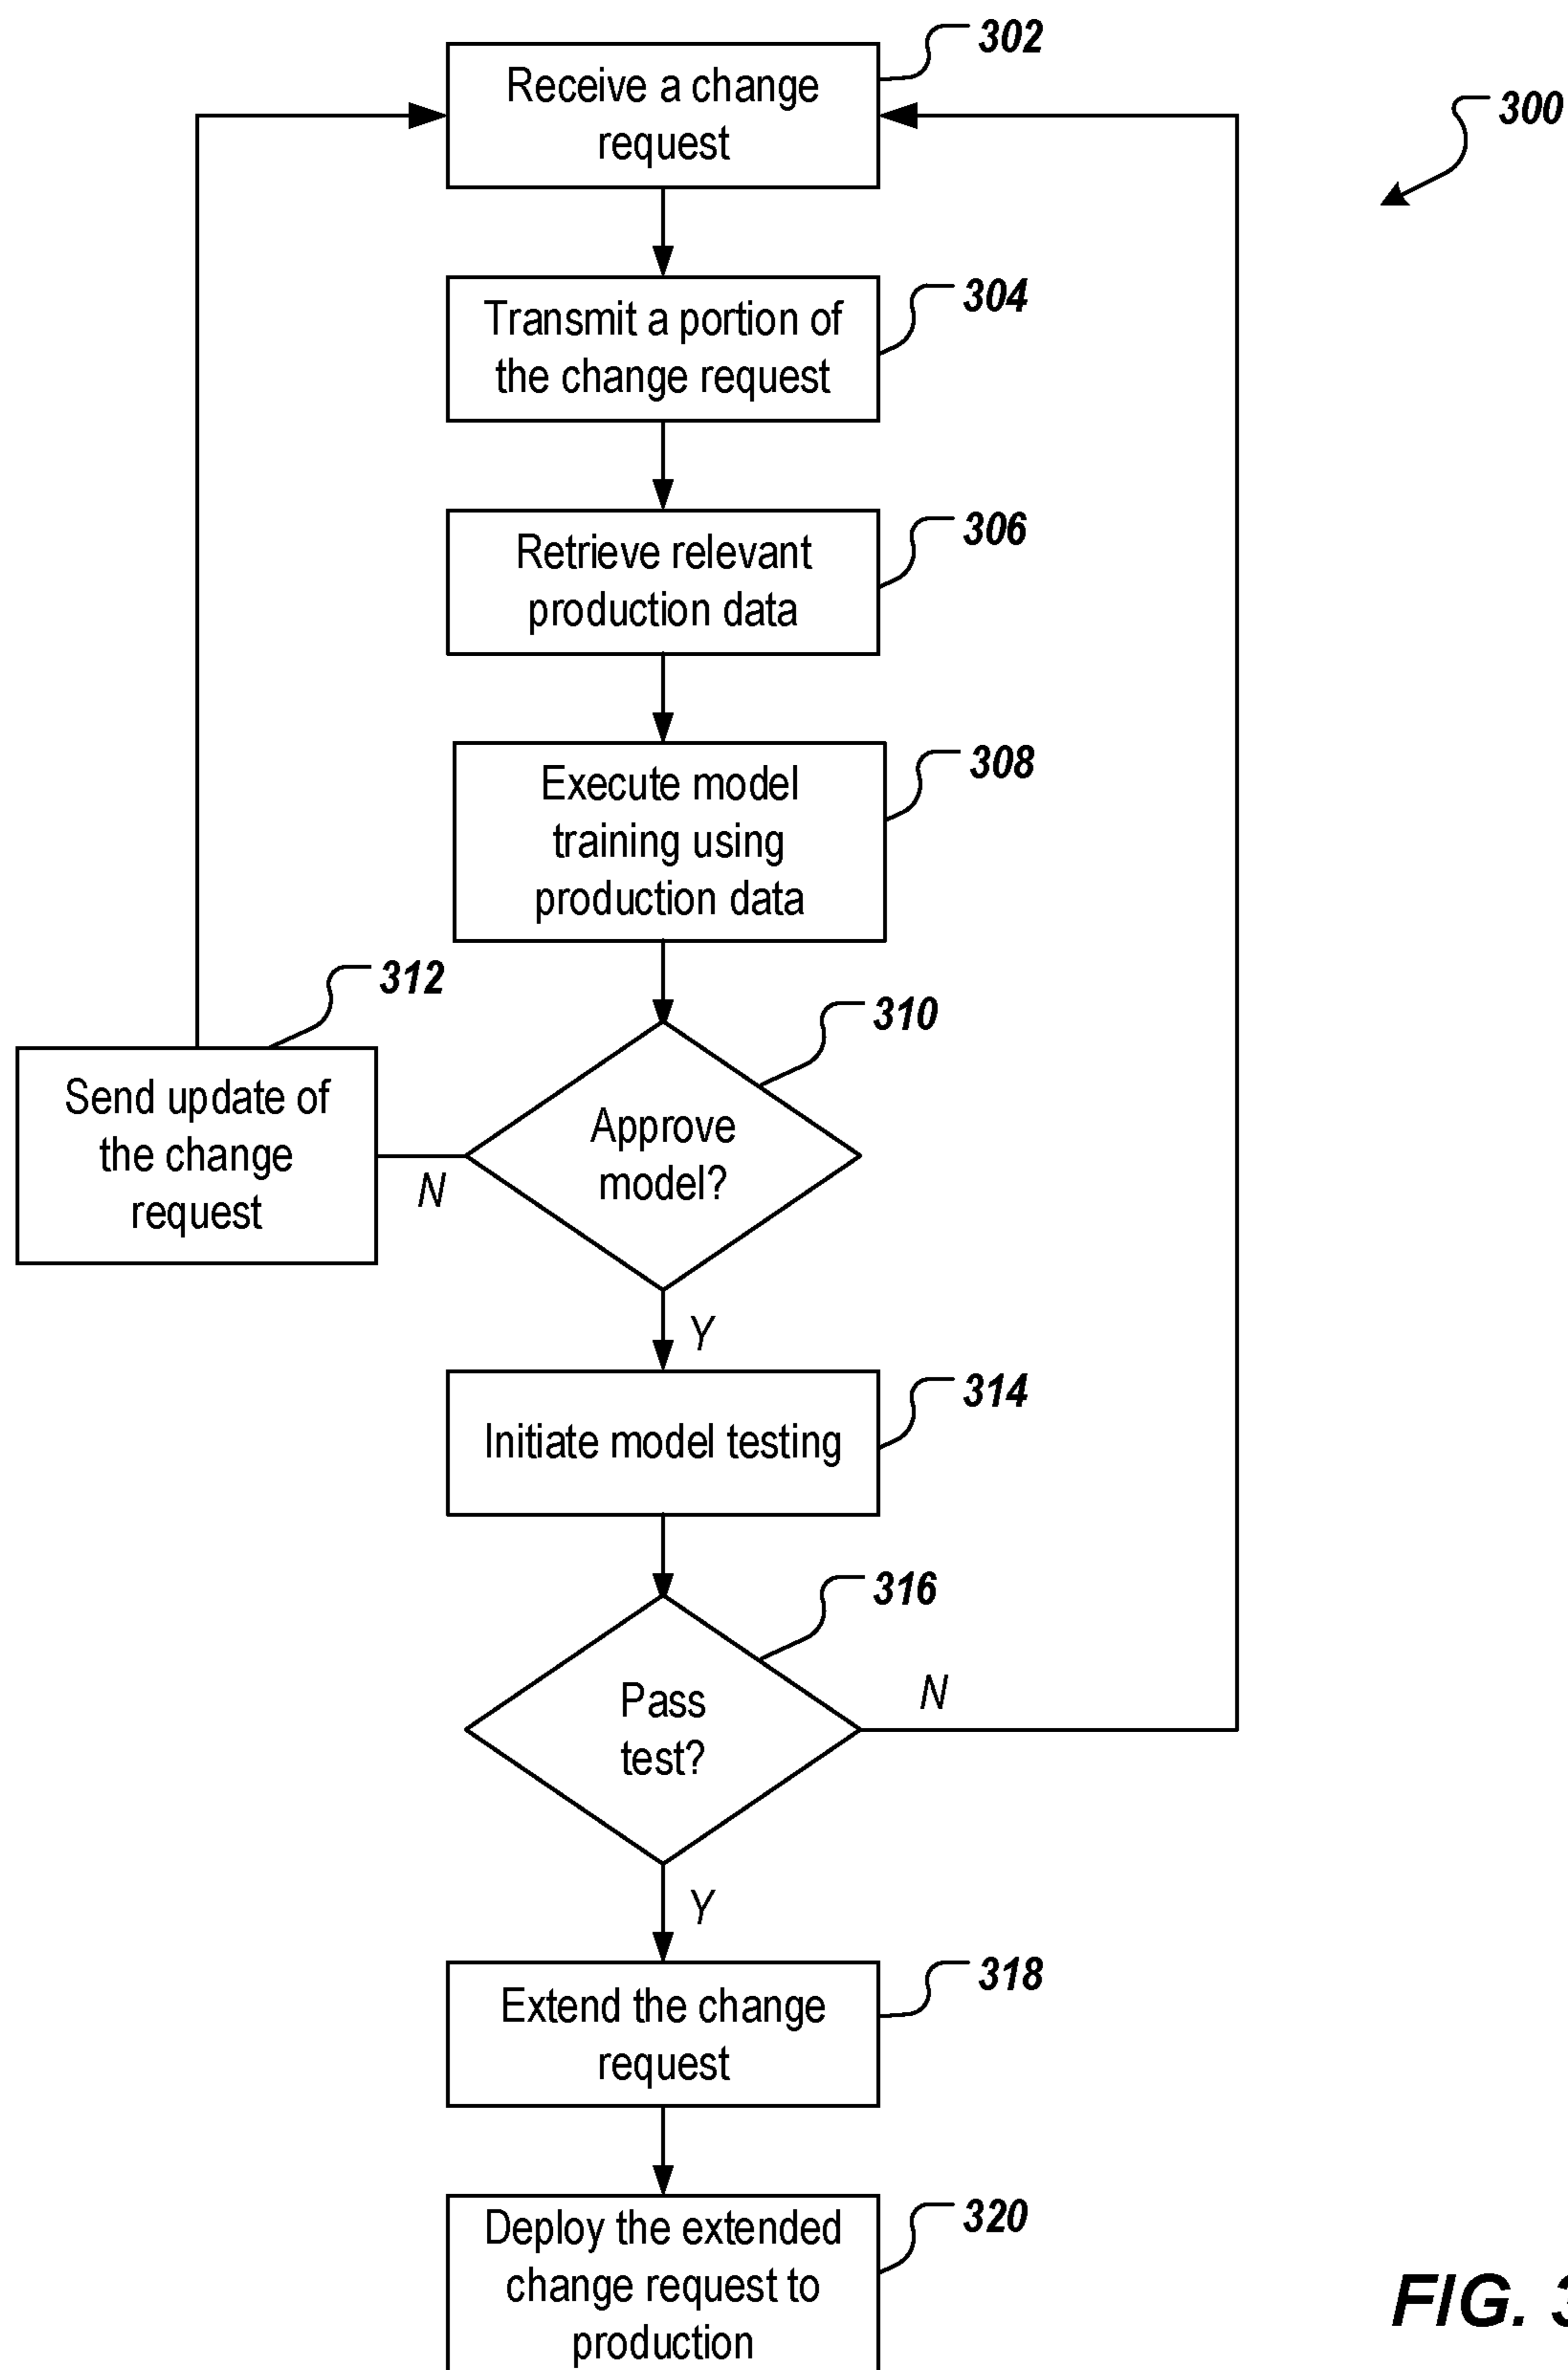 302
Receive a change
request
300
304
Transmit a portion of
the change request
306
Retrieve relevant
production data
308
Execute model
training using
production data
312
310
Send update of
the change
request
N
Approve
model?
Y
314
Initiate model testing
316
N
Pass
test?
Y
318
Extend the change
request
320
Deploy the extended
change request to
production
FIG. 3